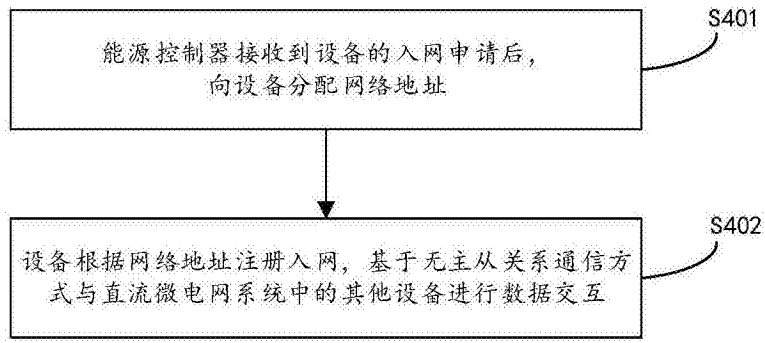 S401
能源控制器接收到设备的入网申请后，
向设备分配网络地址
S402
设备根据网络地址注册入网，基于无主从关系通信方
式与直流微电网系统中的其他设备进行数据交互